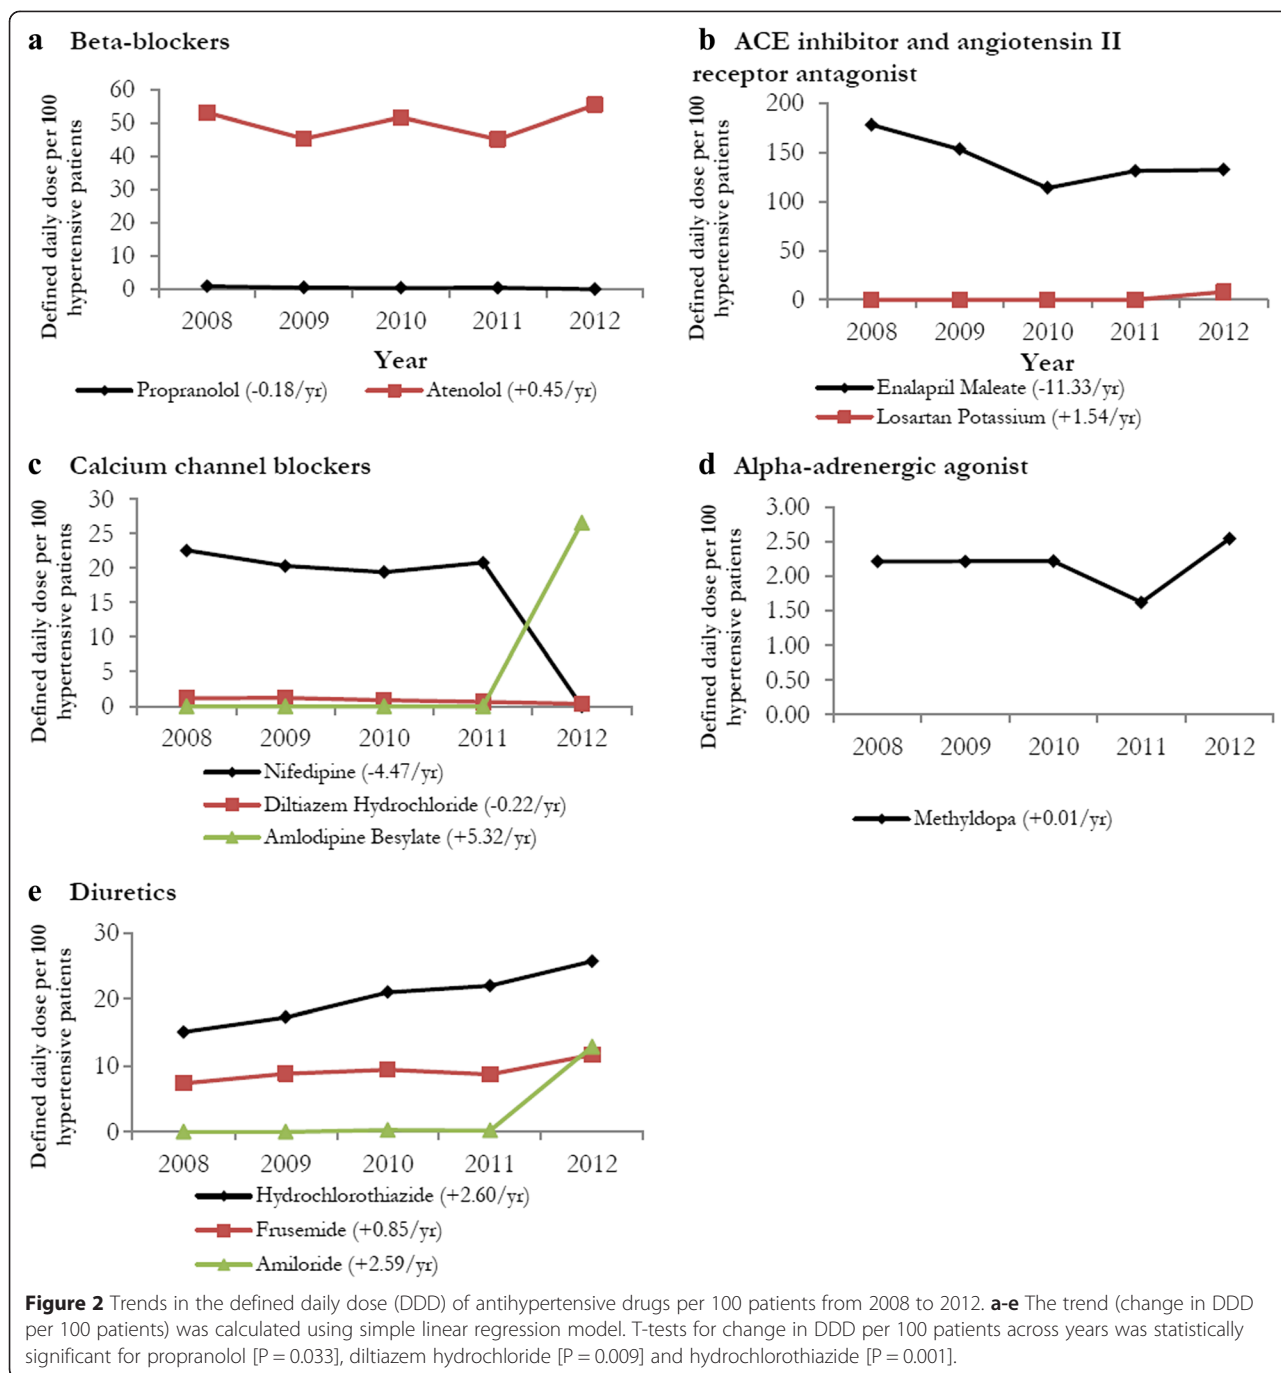 a Beta-blockers
Defined daily dose per 100
hypertensive patients
60
50
40
30
20
10
0
2008 2009 2010 2011 2012
Year
Propranolol (-0.18/yr) Atenolol (+0.45/yr)
b ACE inhibitor and angiotensin II
receptor antagonist
Defined daily dose per 100
hypertensive patients
200
150
100
50
0
2008 2009 2010 2011 2012
Year
Enalapril Maleate (-11.33/yr)
Losartan Potassium (+1.54/yr)
c Calcium channel blockers
Defined daily dose per 100
hypertensive patients
30
25
20
15
10
5
0
2008 2009 2010 2011 2012
Nifedipine (-4.47/yr)
Diltiazem Hydrochloride (-0.22/yr)
Amlodipine Besylate (+5.32/yr)
d Alpha-adrenergic agonist
Defined daily dose per 100
hypertensive patients
3.00
2.50
2.00
1.50
1.00
0.50
0.00
2008 2009 2010 2011 2012
Methyldopa (+0.01/yr)
e Diuretics
Defined daily dose per 100
hypertensive patients
30
20
10
0
2008 2009 2010 2011 2012
Hydrochlorothiazide (+2.60/yr)
Frusemide (+0.85/yr)
Amiloride (+2.59/yr)
Figure 2 Trends in the defined daily dose (DDD) of antihypertensive drugs per 100 patients from 2008 to 2012. a-e The trend (change in DDD
per 100 patients) was calculated using simple linear regression model. T-tests for change in DDD per 100 patients across years was statistically
significant for propranolol [P = 0.033], diltiazem hydrochloride [P = 0.009] and hydrochlorothiazide [P = 0.001].